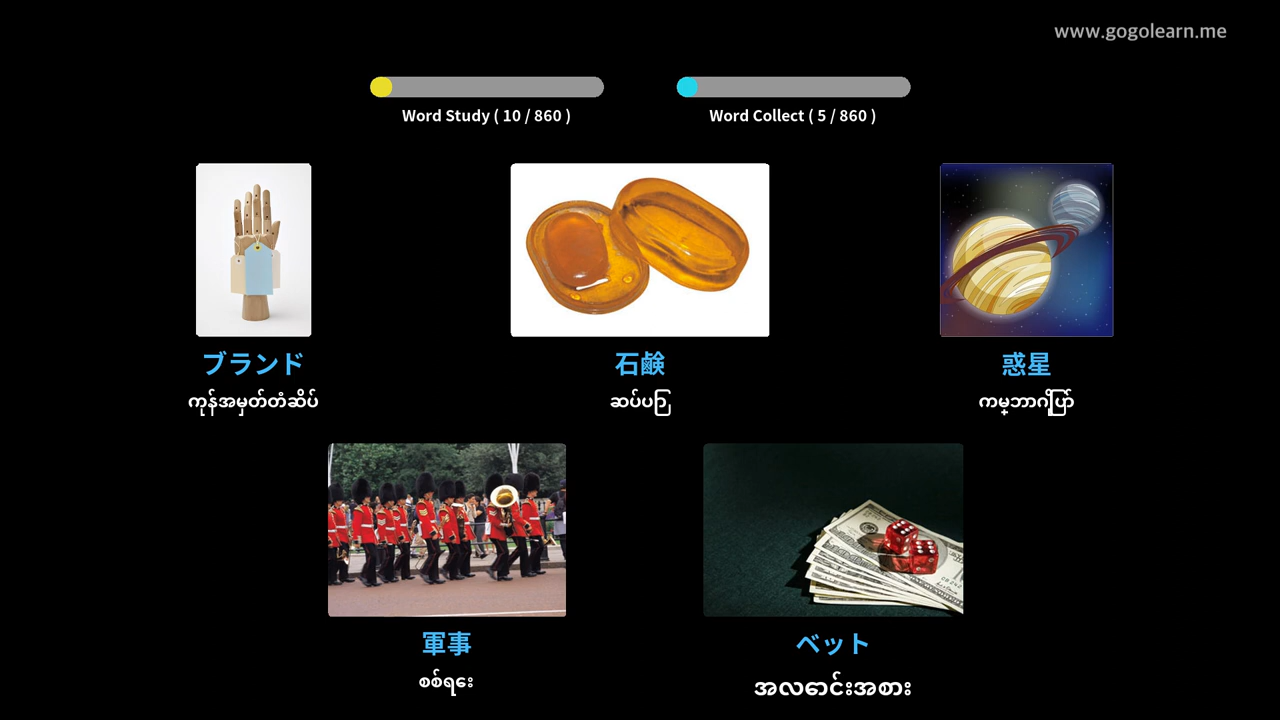 www.gogolearn.me
Word Study ( 10 / 860 )
Word Collect ( 5 / 860 )
ブランド
石鹸
惑星
ကုန်အမှတ်တံဆိပ်
ဆပ်ပြာ
ကမ္ဘာဂြိုဟ်
軍事
ベット
စစ်ရေး
အလောင်းအစား